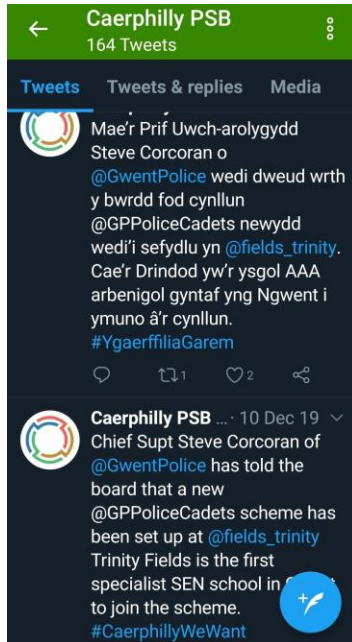 Caerphilly PSB
164 Tweets
Tweets Tweets & replies Media
Mae'r Prif Uwch-arolygydd
Steve Corcoran o
@GwentPolice wedi dweud wrth
y bwrdd fod cynllun
@GPPoliceCadets newydd
wedi'i sefydlu yn @fields_trinity.
Cae'r Drindod yw'r ysgol AAA
arbenigol gyntaf yng Ngwent i
ymuno â'r cynllun.
#YgaerffiliaGarem
1 2
Caerphilly PSB ... · 10 Dec 19
Chief Supt Steve Corcoran of
@GwentPolice has told the
board that a new
@GPPoliceCadets scheme has
been set up at @fields_trinity
Trinity Fields is the first
specialist SEN school in
to join the scheme.
#CaerphillyWeWant